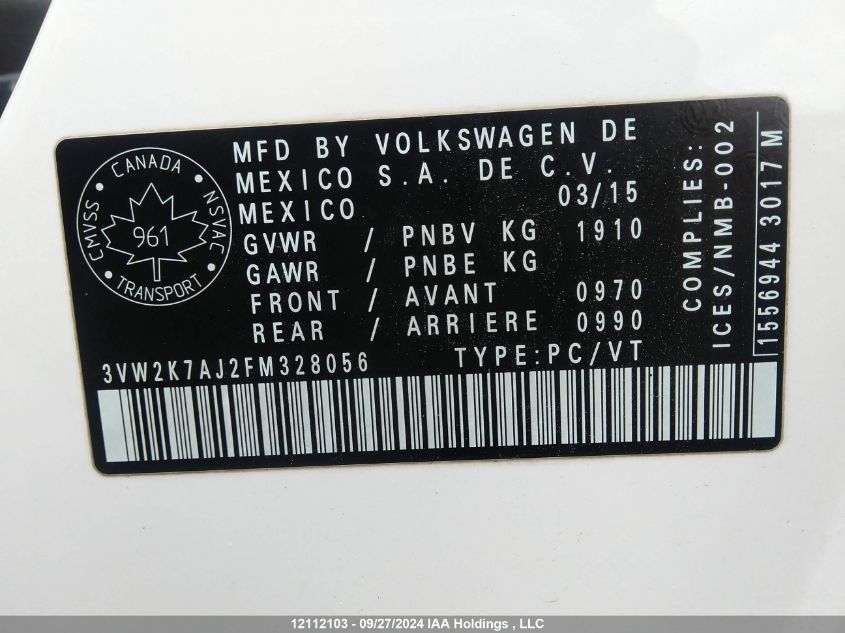 CANADA
CMVSS
NSVAC
961
TRANSPORT
MFD BY VOLKSWAGEN DE
MEXICO S.A. DE C.V.
MEXICO 03/15
GVWR / PNBV KG 1910
GAWR / PNBE KG
FRONT / AVANT 0970
REAR / ARRIERE 0990
3VW2K7AJ2FM328056 TYPE:PC/VT
COMPLIES:
ICES/NMB-002
1556944 3017 M
12112103 - 09/27/2024 IAA Holdings , LLC